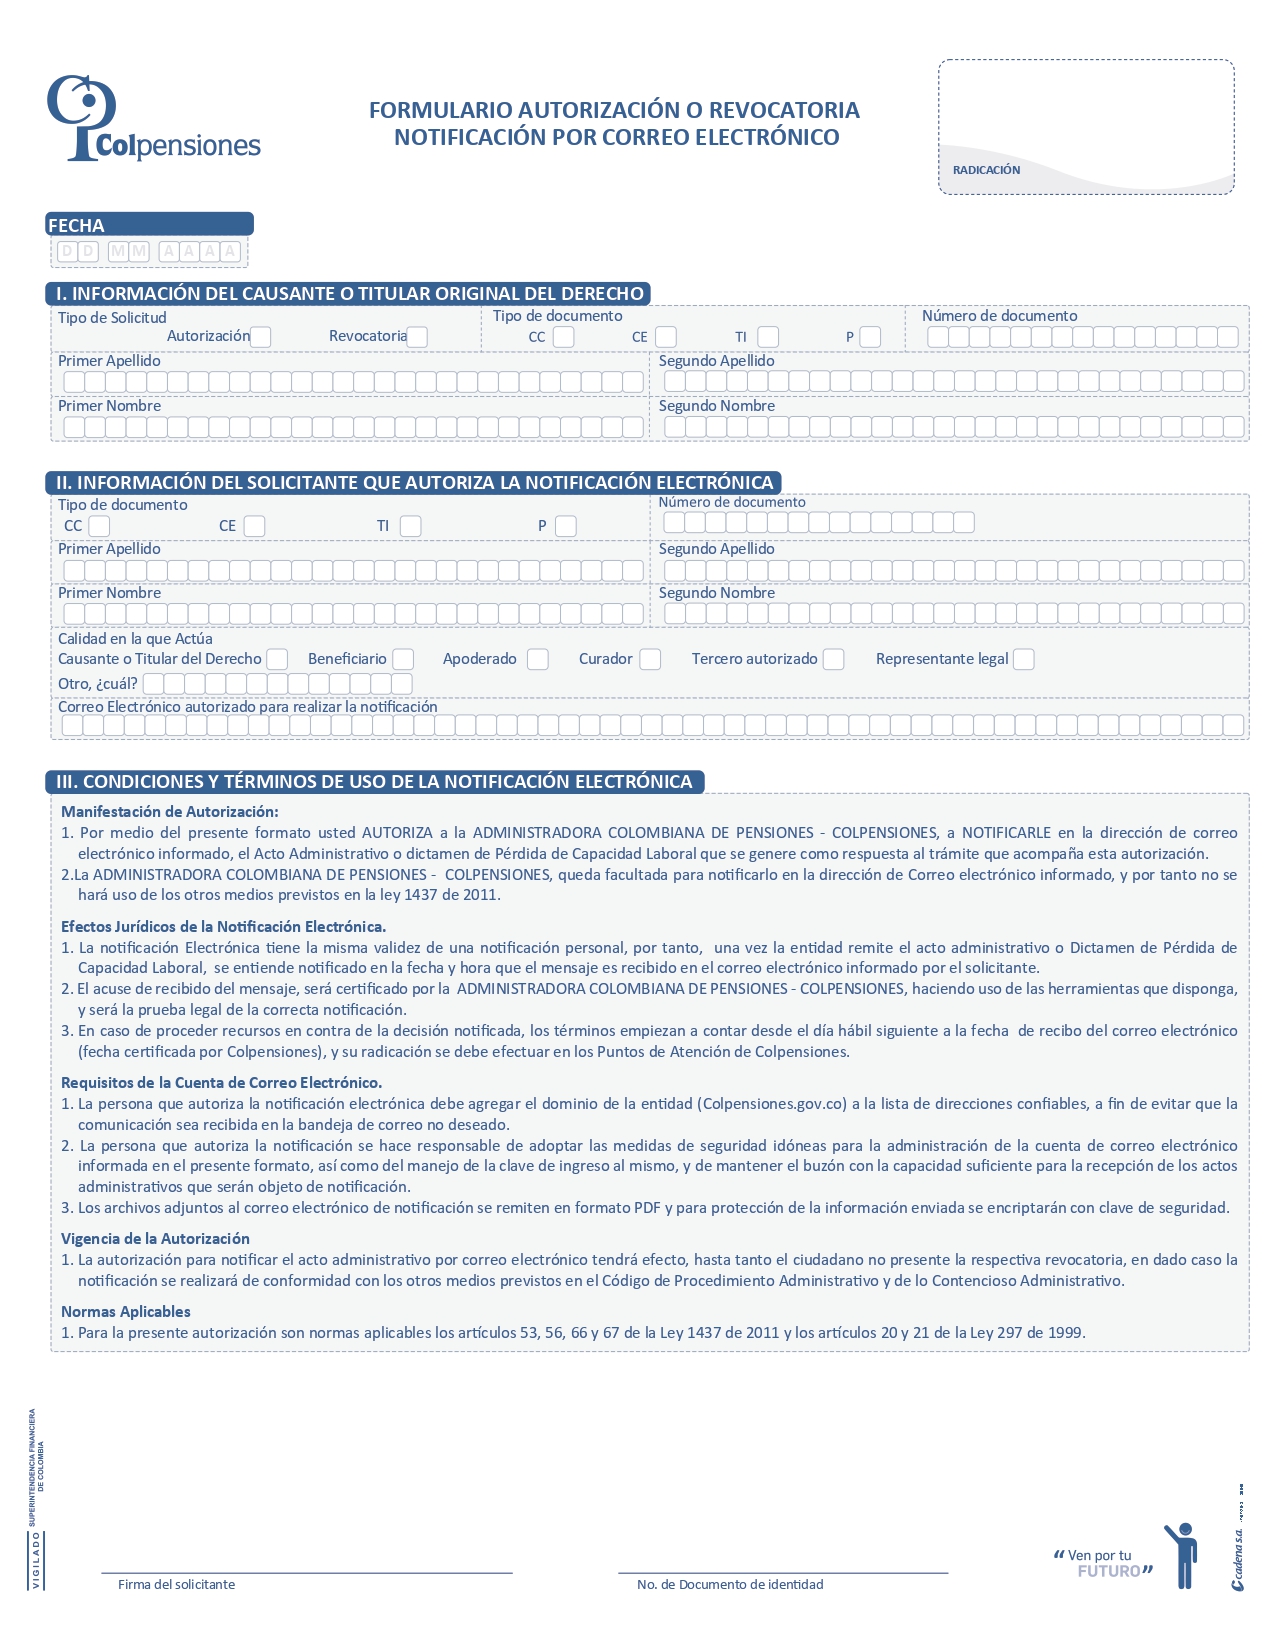 Colpensiones
FORMULARIO AUTORIZACIÓN O REVOCATORIA
NOTIFICACIÓN POR CORREO ELECTRÓNICO
RADICACIÓN
FECHA
D D M M A A A A
I. INFORMACIÓN DEL CAUSANTE O TITULAR ORIGINAL DEL DERECHO
Tipo de Solicitud
Autorización Revocatoria
Tipo de documento
CC CE TI P
Número de documento
Primer Apellido Segundo Apellido
Primer Nombre Segundo Nombre
II. INFORMACIÓN DEL SOLICITANTE QUE AUTORIZA LA NOTIFICACIÓN ELECTRÓNICA
Tipo de documento Número de documento
CC CE TI P
Primer Apellido Segundo Apellido
Primer Nombre Segundo Nombre
Calidad en la que Actúa
Causante o Titular del Derecho Beneficiario Apoderado Curador Tercero autorizado Representante legal
Otro, ¿cuál?
Correo Electrónico autorizado para realizar la notificación
III. CONDICIONES Y TÉRMINOS DE USO DE LA NOTIFICACIÓN ELECTRÓNICA
Manifestación de Autorización:
1. Por medio del presente formato usted AUTORIZA a la ADMINISTRADORA COLOMBIANA DE PENSIONES - COLPENSIONES, a NOTIFICARLE en la dirección de correo
electrónico informado, el Acto Administrativo o dictamen de Pérdida de Capacidad Laboral que se genere como respuesta al trámite que acompaña esta autorización.
2.La ADMINISTRADORA COLOMBIANA DE PENSIONES - COLPENSIONES, queda facultada para notificarlo en la dirección de Correo electrónico informado, y por tanto no se
hará uso de los otros medios previstos en la ley 1437 de 2011.
Efectos Jurídicos de la Notificación Electrónica.
1. La notificación Electrónica tiene la misma validez de una notificación personal, por tanto, una vez la entidad remite el acto administrativo o Dictamen de Pérdida de
Capacidad Laboral, se entiende notificado en la fecha y hora que el mensaje es recibido en el correo electrónico informado por el solicitante.
2. El acuse de recibido del mensaje, será certificado por la ADMINISTRADORA COLOMBIANA DE PENSIONES - COLPENSIONES, haciendo uso de las herramientas que disponga,
y será la prueba legal de la correcta notificación.
3. En caso de proceder recursos en contra de la decisión notificada, los términos empiezan a contar desde el día hábil siguiente a la fecha de recibo del correo electrónico
(fecha certificada por Colpensiones), y su radicación se debe efectuar en los Puntos de Atención de Colpensiones.
Requisitos de la Cuenta de Correo Electrónico.
1. La persona que autoriza la notificación electrónica debe agregar el dominio de la entidad (Colpensiones.gov.co) a la lista de direcciones confiables, a fin de evitar que la
comunicación sea recibida en la bandeja de correo no deseado.
2. La persona que autoriza la notificación se hace responsable de adoptar las medidas de seguridad idóneas para la administración de la cuenta de correo electrónico
informada en el presente formato, así como del manejo de la clave de ingreso al mismo, y de mantener el buzón con la capacidad suficiente para la recepción de los actos
administrativos que serán objeto de notificación.
3. Los archivos adjuntos al correo electrónico de notificación se remiten en formato PDF y para protección de la información enviada se encriptarán con clave de seguridad.
Vigencia de la Autorización
1. La autorización para notificar el acto administrativo por correo electrónico tendrá efecto, hasta tanto el ciudadano no presente la respectiva revocatoria, en dado caso la
notificación se realizará de conformidad con los otros medios previstos en el Código de Procedimiento Administrativo y de lo Contencioso Administrativo.
Normas Aplicables
1. Para la presente autorización son normas aplicables los artículos 53, 56, 66 y 67 de la Ley 1437 de 2011 y los artículos 20 y 21 de la Ley 297 de 1999.
VIGILADO SUPERINTENDENCIA FINANCIERA
DE COLOMBIA
Firma del solicitante
No. de Documento de identidad
“ Ven por tu
FUTURO ”
cadena s.a.